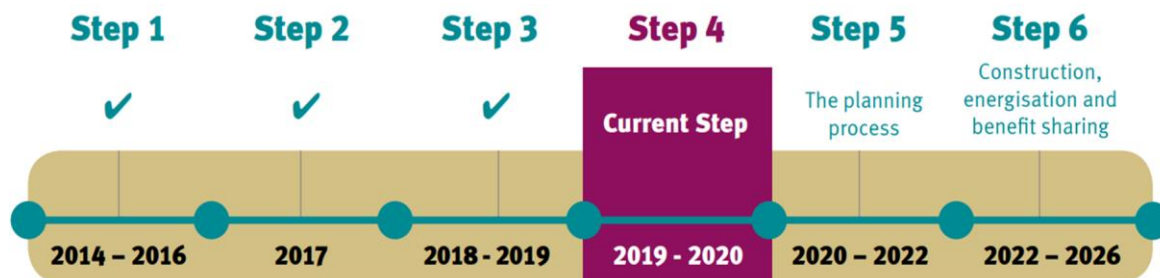 Step 1
Step 2
Step 3
Step 4
Step 5
Step 6
Current Step
The planning
process
Construction,
energisation and
benefit sharing
2014 – 2016
2017
2018 - 2019
2019 - 2020
2020 – 2022
2022 – 2026